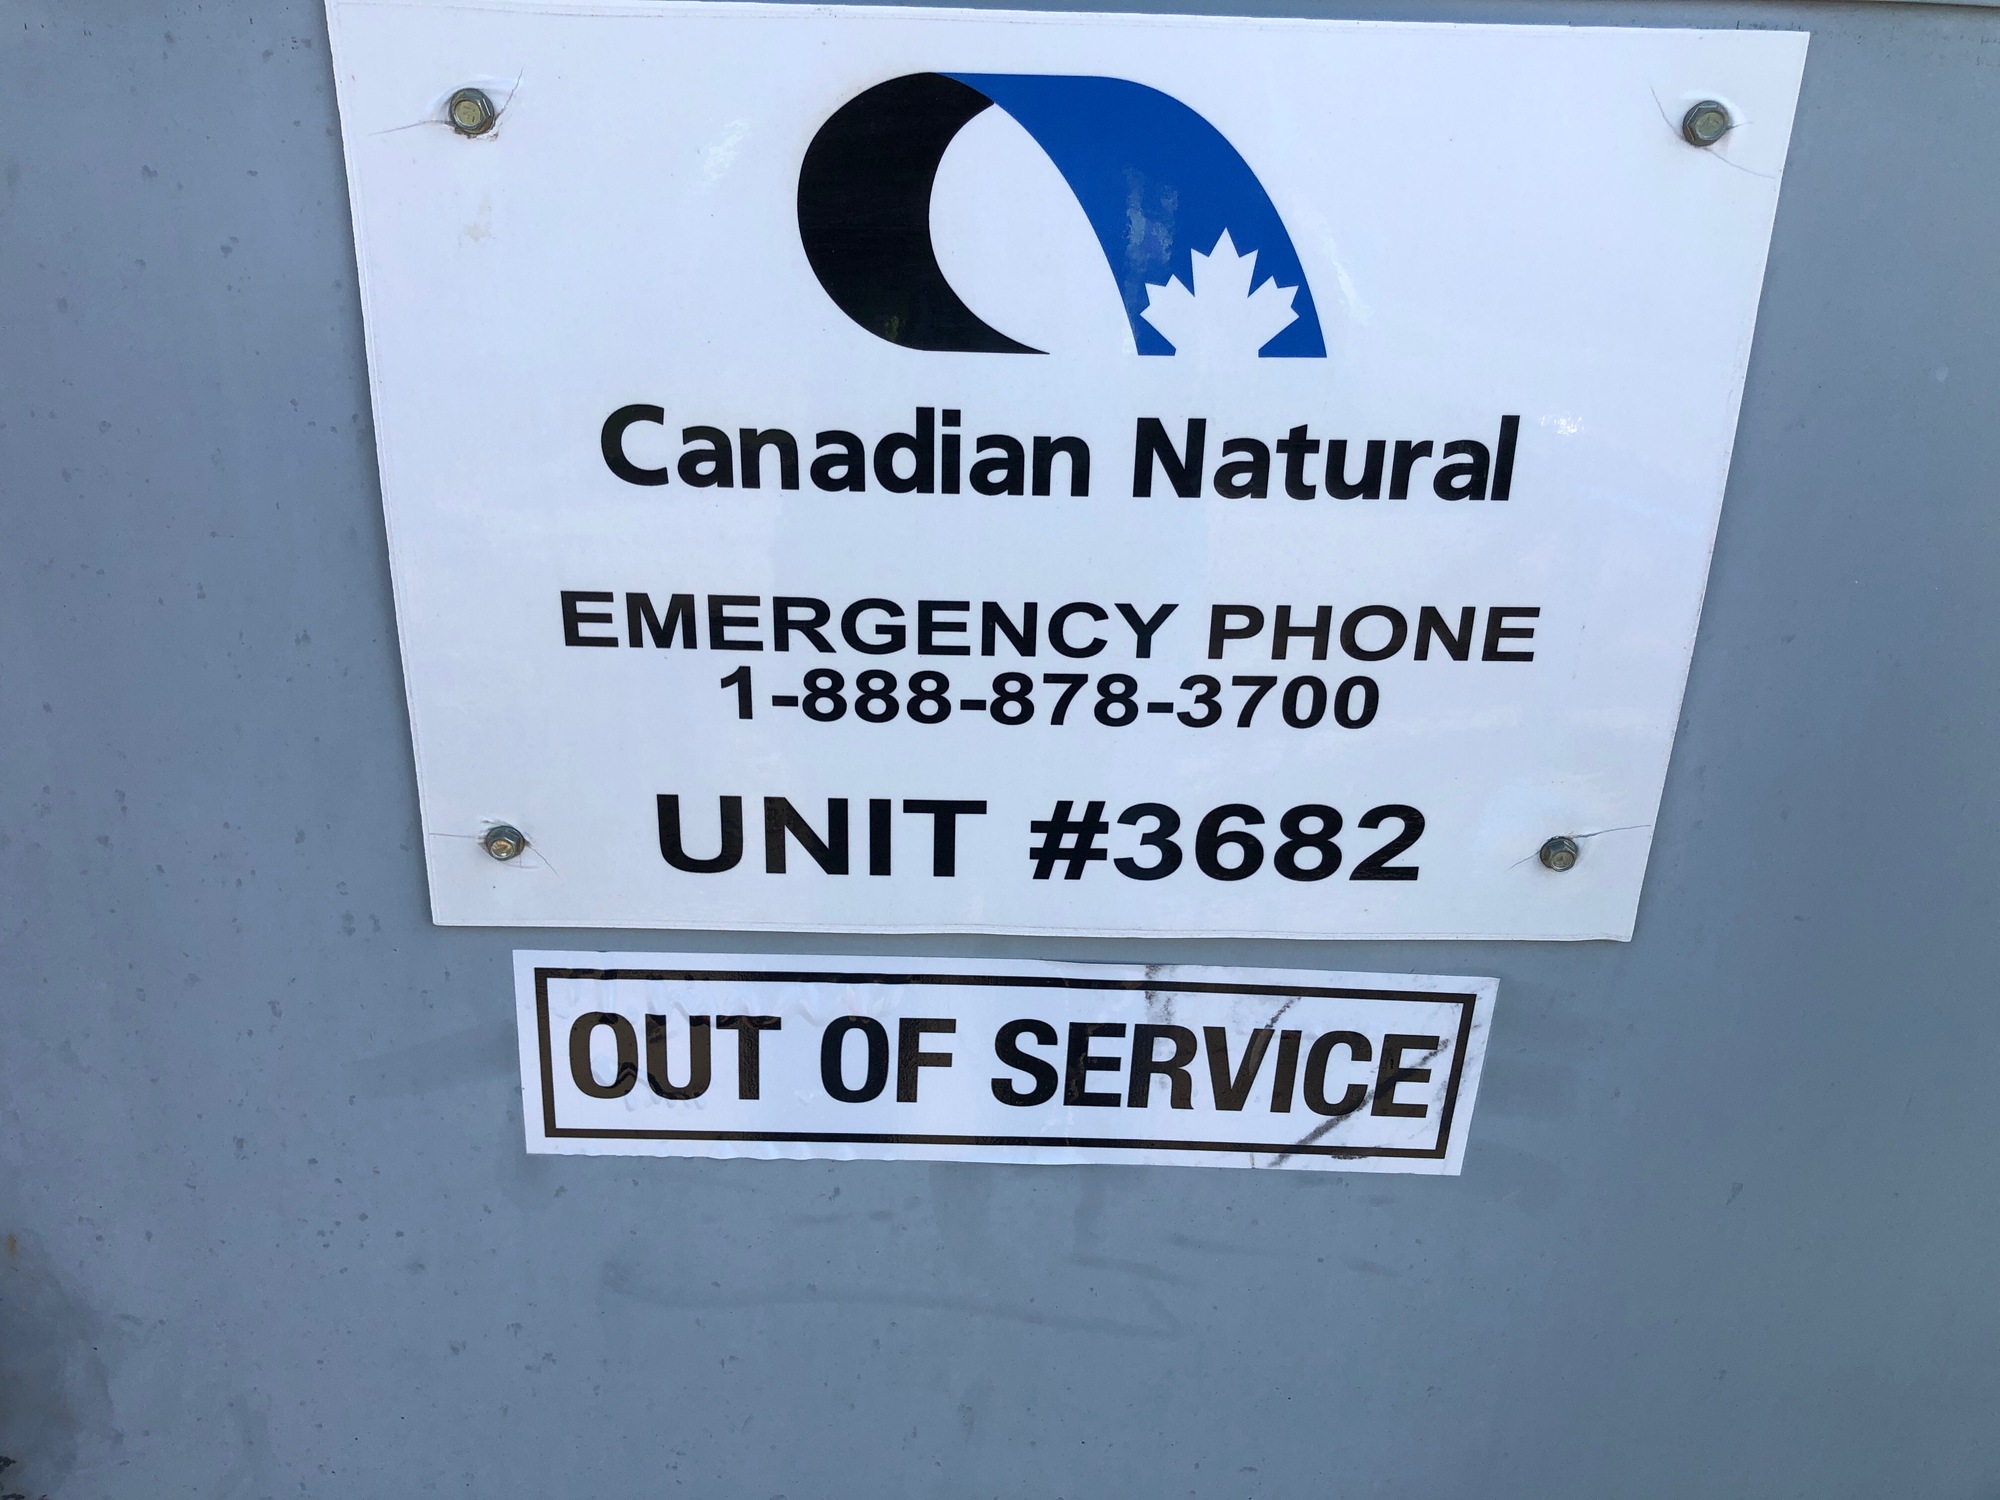 Canadian Natural
EMERGENCY PHONE
1-888-878-3700
UNIT #3682
OUT OF SERVICE